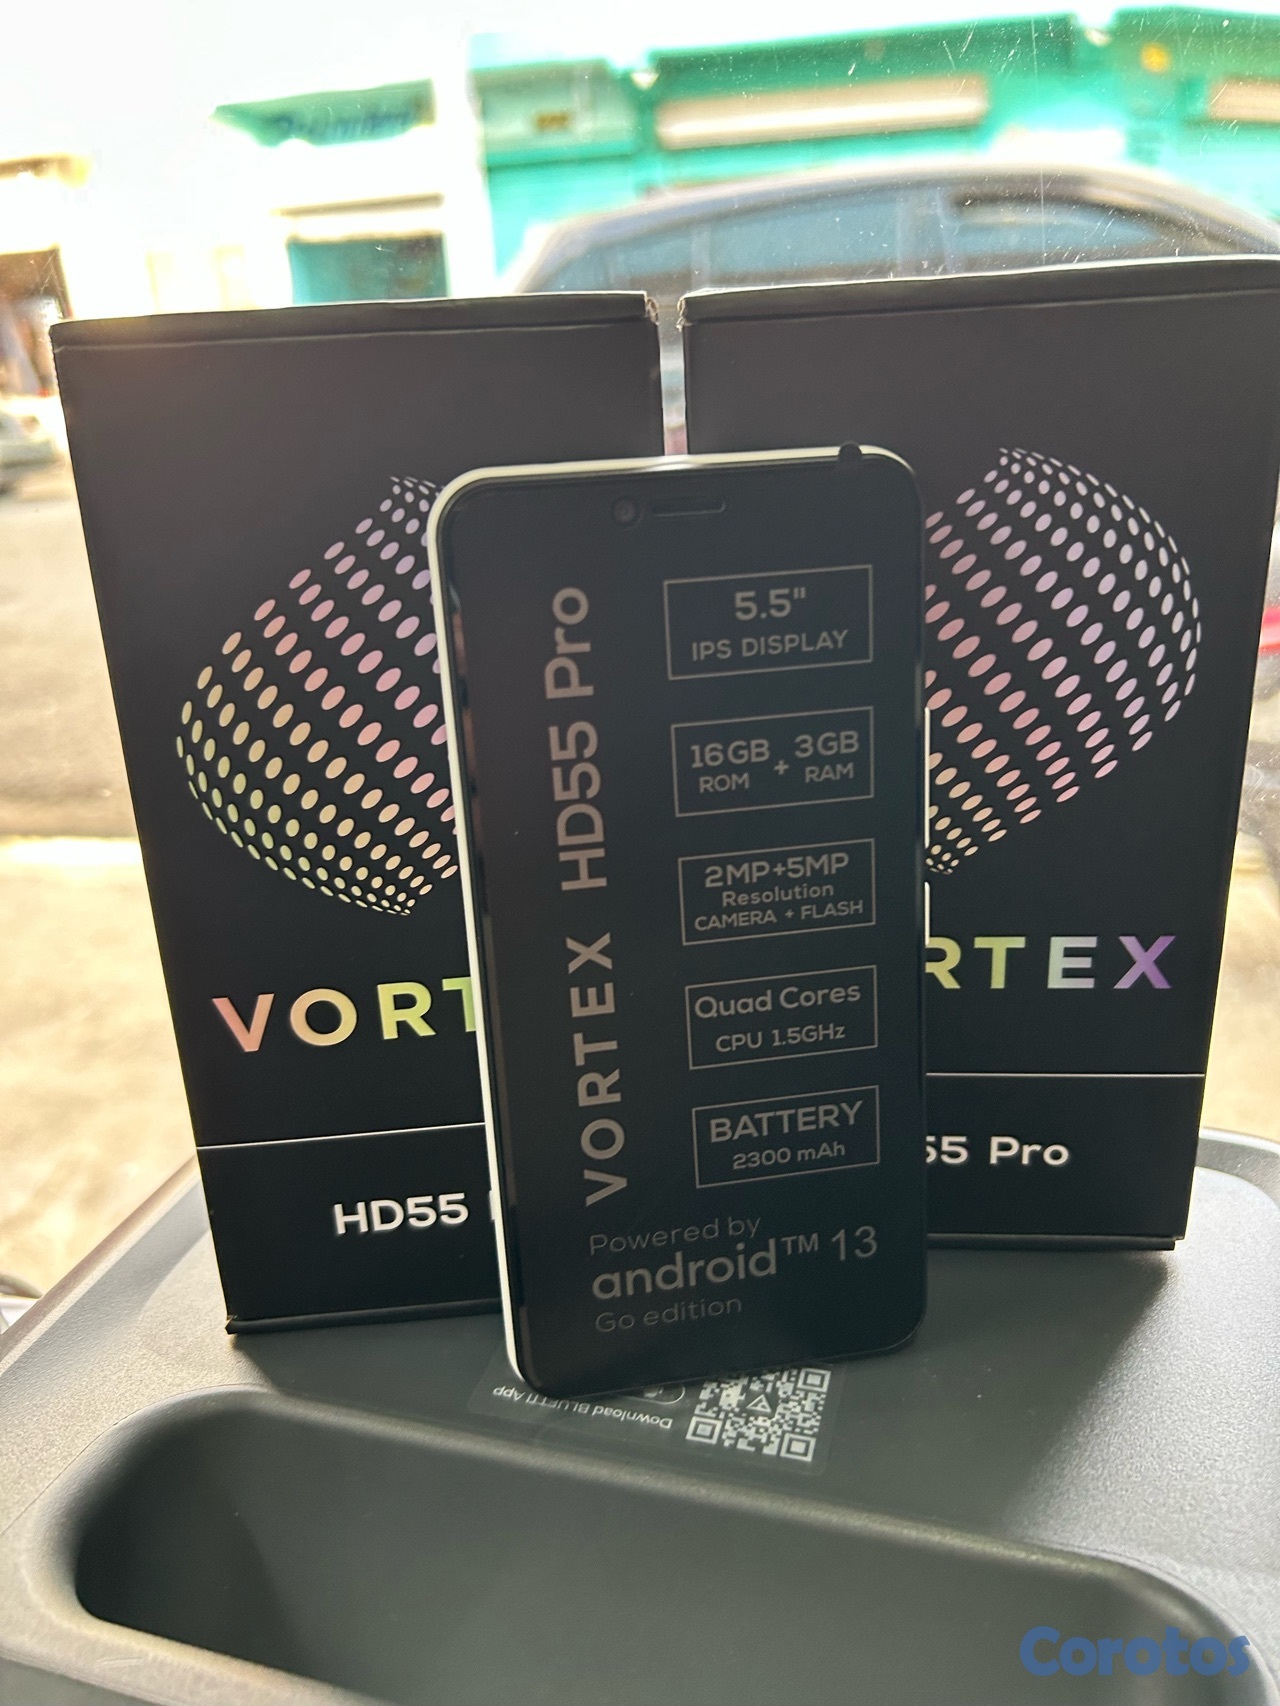 VORTEX HD55 Pro
5.5"
IPS DISPLAY
16GB + 3GB
ROM RAM
2MP+5MP
Resolution
CAMERA + FLASH
Quad Cores
CPU 1.5GHz
BATTERY
2300 mAh
Powered by
android™ 13
Go edition
VORT
HD55
RTEX
55 Pro
Download BLUETTI App
Corotos